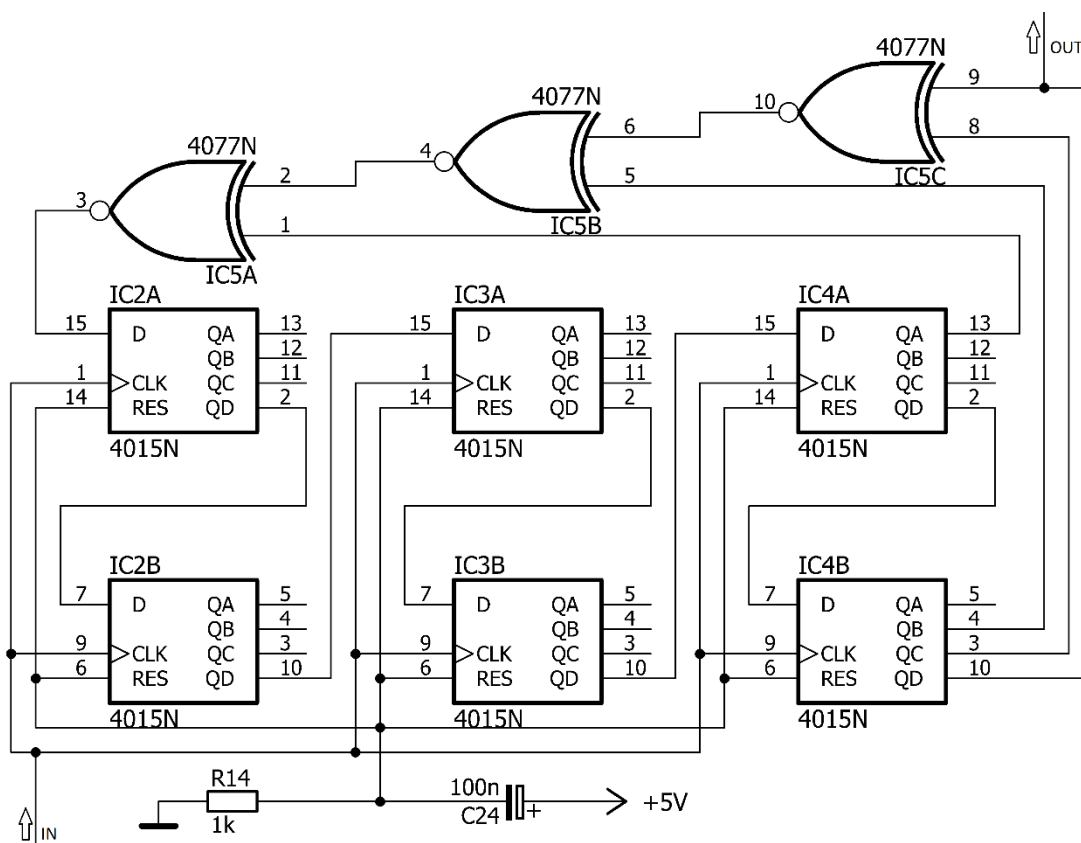 OUT
4077N
9
10
8
IC5C
4077N
6
4
5
IC5B
4077N
2
3
1
IC5A
IC2A
15 D QA 13
QB 12
1 CLK QC 11
14 RES QD 2
4015N
IC3A
15 D QA 13
QB 12
1 CLK QC 11
14 RES QD 2
4015N
IC4A
15 D QA 13
QB 12
1 CLK QC 11
14 RES QD 2
4015N
IC2B
7 D QA 5
QB 4
9 CLK QC 3
6 RES QD 10
4015N
IC3B
7 D QA 5
QB 4
9 CLK QC 3
6 RES QD 10
4015N
IC4B
7 D QA 5
QB 4
9 CLK QC 3
6 RES QD 10
4015N
R14
1k
100n
C24
+
+5V
IN